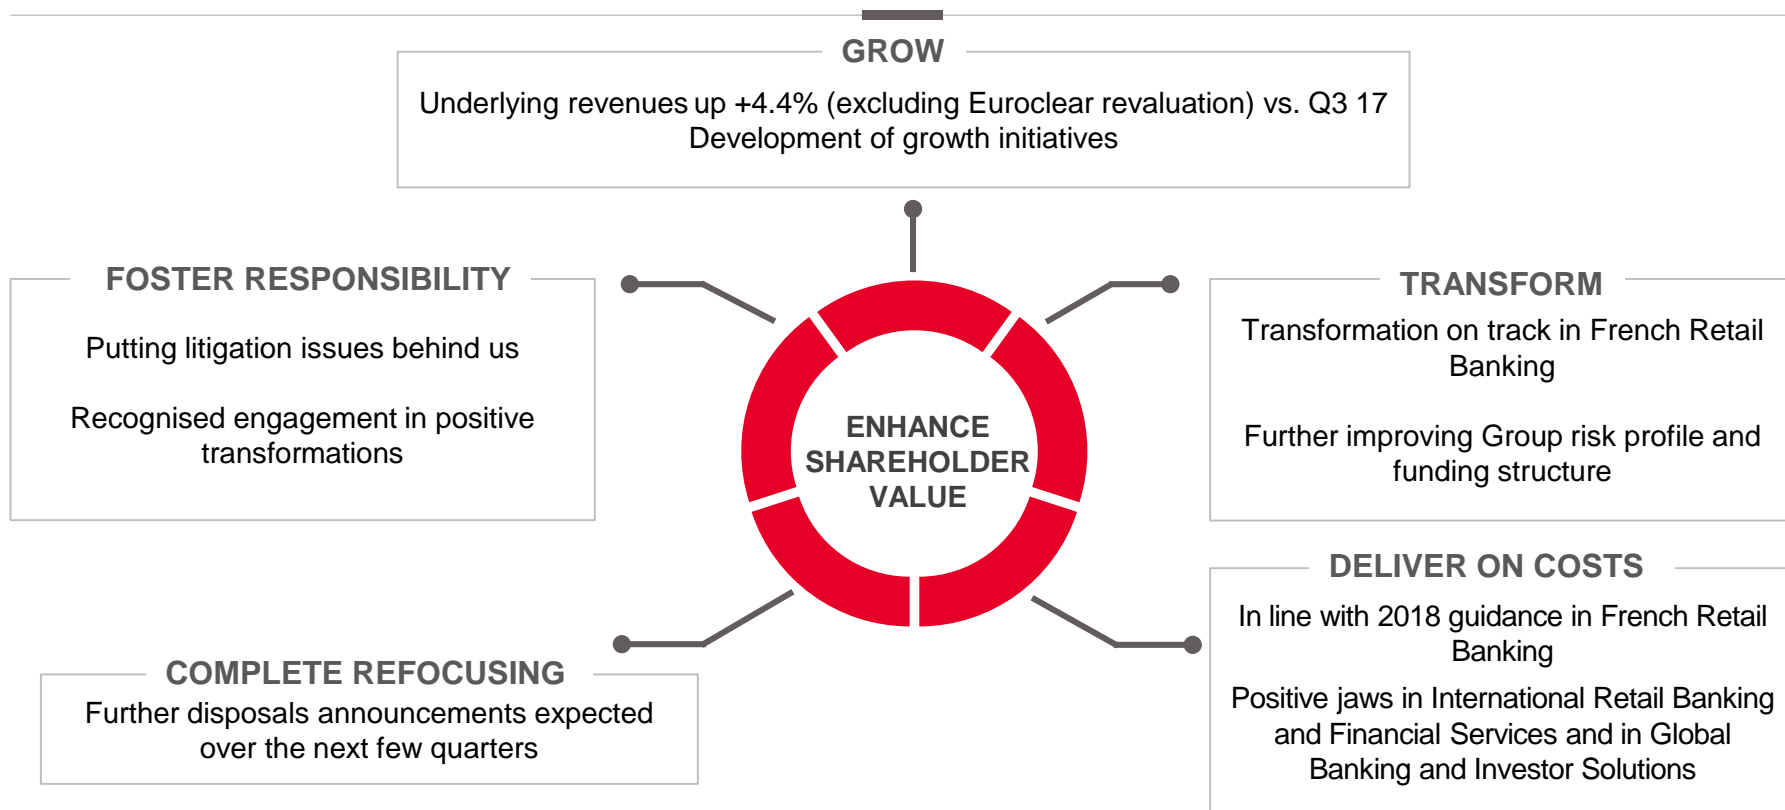 GROW
Underlying revenues up +4.4% (excluding Euroclear revaluation) vs. Q3 17
Development of growth initiatives
FOSTER RESPONSIBILITY
Putting litigation issues behind us
Recognised engagement in positive
transformations
TRANSFORM
Transformation on track in French Retail
Banking
Further improving Group risk profile and
funding structure
ENHANCE
SHAREHOLDER
VALUE
COMPLETE REFOCUSING
Further disposals announcements expected
over the next few quarters
DELIVER ON COSTS
In line with 2018 guidance in French Retail
Banking
Positive jaws in International Retail Banking
and Financial Services and in Global
Banking and Investor Solutions